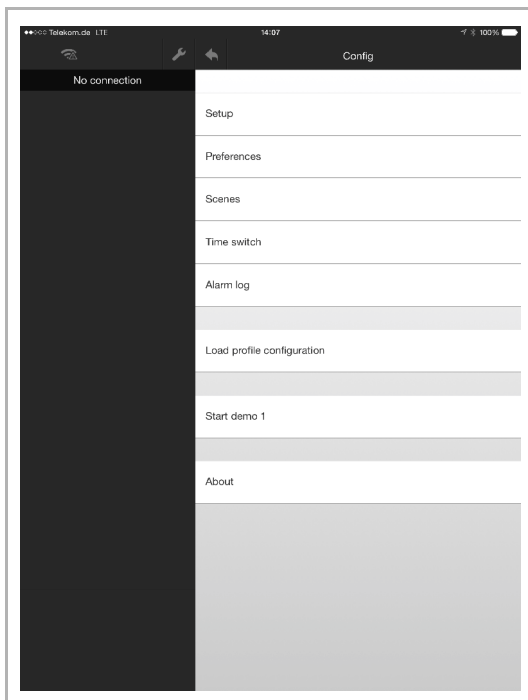 Telekom.de LTE 14:07 100%
Config
No connection
Setup
Preferences
Scenes
Time switch
Alarm log
Load profile configuration
Start demo 1
About